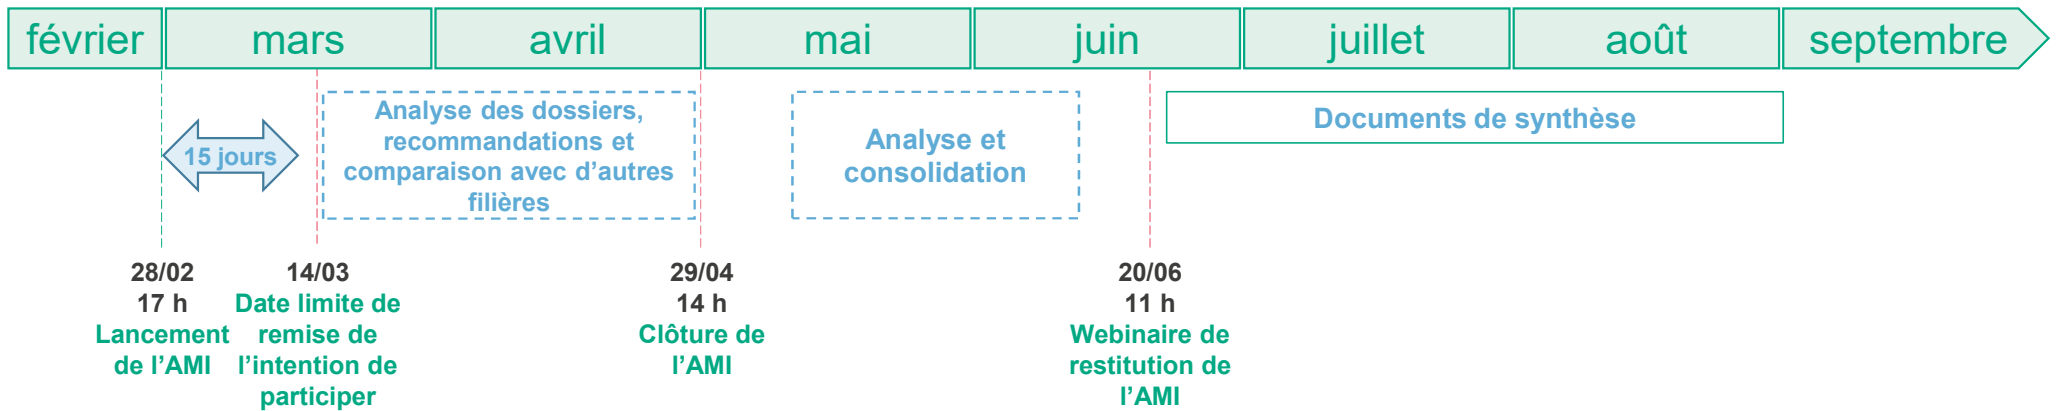 février mars avril mai juin juillet août septembre
15 jours
Analyse des dossiers,
recommandations et
comparaison avec d’autres
filières
Analyse et
consolidation
Documents de synthèse
28/02
17 h
Lancement
de l’AMI
14/03
Date limite de
remise de
l’intention de
participer
29/04
14 h
Clôture de
l’AMI
20/06
11 h
Webinaire de
restitution de
l’AMI